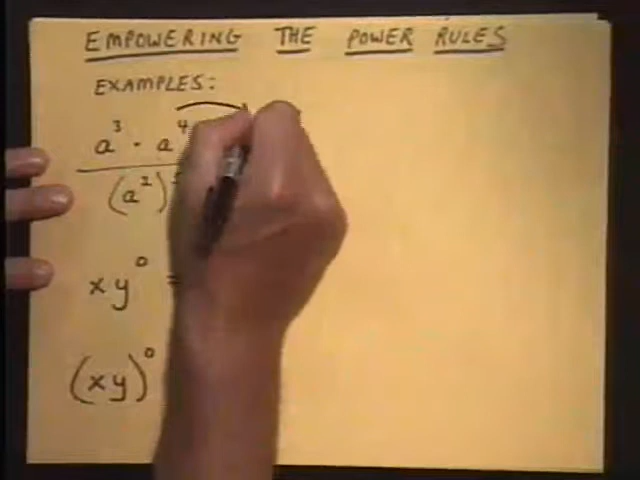 EMPOWERING THE POWER RULES
EXAMPLES:
a³ · a⁴
(a²)
xy⁰ =
(xy)⁰